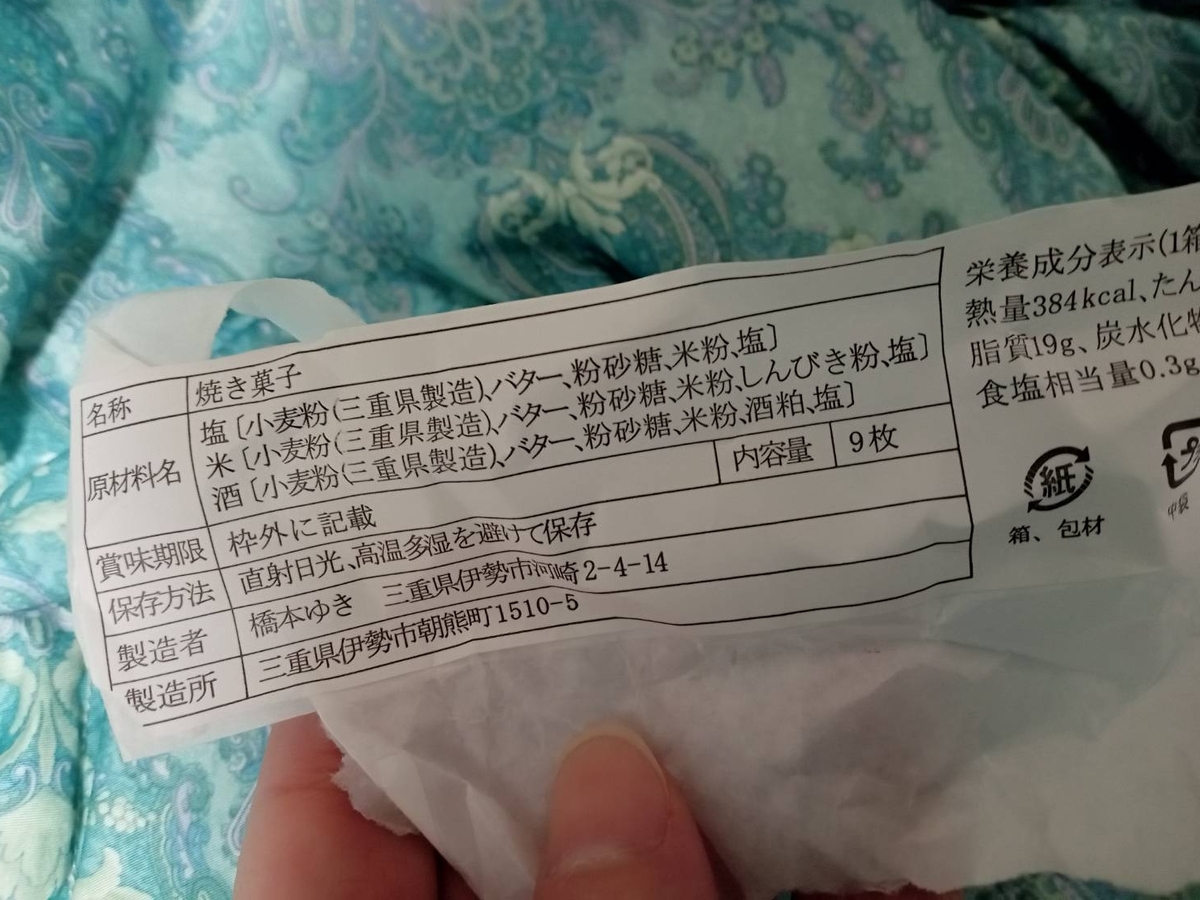 名称 焼き菓子
原材料名 塩〔小麦粉(三重県製造)、バター、粉砂糖、米粉、塩〕
米〔小麦粉(三重県製造)、バター、粉砂糖、米粉、しんびき粉、塩〕
酒〔小麦粉(三重県製造)、バター、粉砂糖、米粉、酒粕、塩〕
賞味期限 枠外に記載 内容量 9枚
保存方法 直射日光、高温多湿を避けて保存
製造者 橋本ゆき 三重県伊勢市河崎2-4-14
製造所 三重県伊勢市朝熊町1510-5
栄養成分表示(1箱
熱量384kcal、たん
脂質19g、炭水化物
食塩相当量0.3g
紙
箱、包材